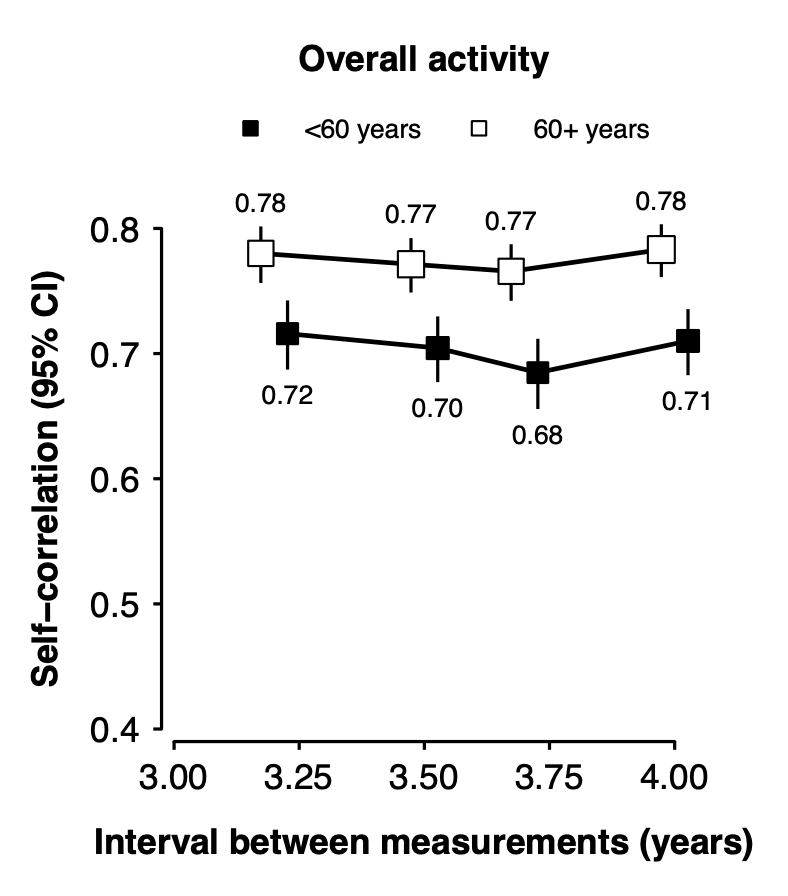 Overall activity
<60 years 60+ years
0.78 0.77 0.77 0.78
0.72 0.70 0.68 0.71
0.8
0.7
0.6
0.5
0.4
Self−correlation (95% CI)
3.00 3.25 3.50 3.75 4.00
Interval between measurements (years)